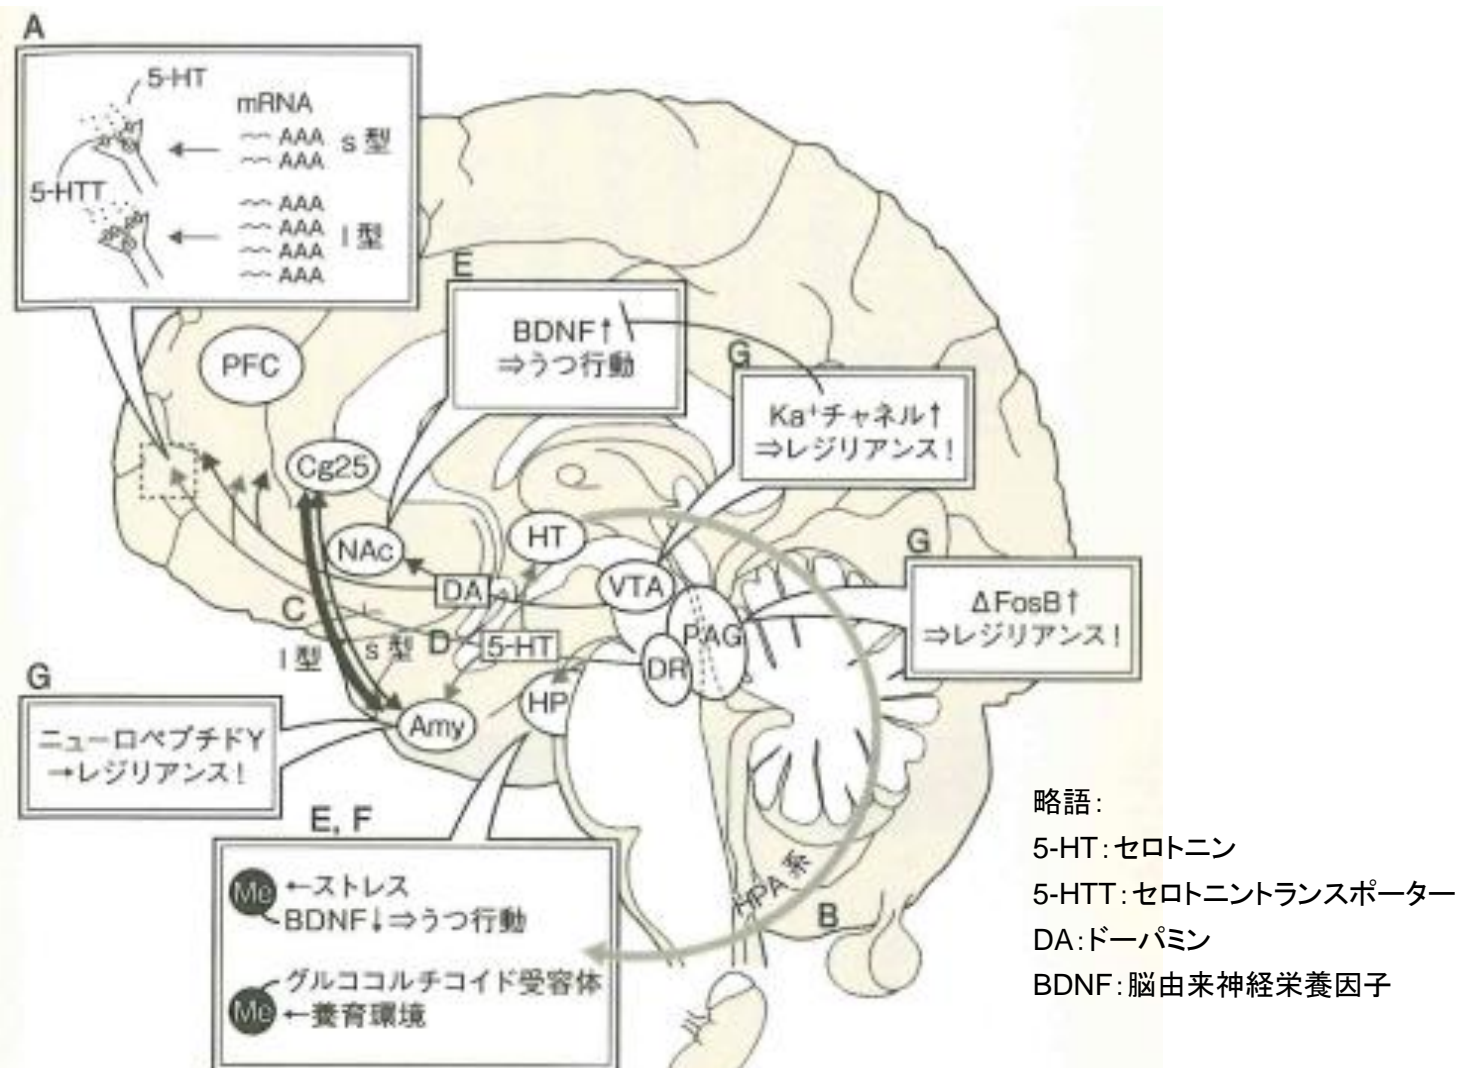 A
5-HT
mRNA
~~ AAA
~~ AAA
s型
5-HTT
~~ AAA
~~ AAA
~~ AAA
~~ AAA
l型
E
BDNF↑
⇒うつ行動
PFC
G
Ka⁺チャネル↑
⇒レジリアンス!
Cg25
NAc
HT
VTA
DA
G
ΔFosB↑
⇒レジリアンス!
C
l型
s型
D
5-HT
PAG
DR
HP
Amy
G
ニューロペプチドY
→レジリアンス!
E, F
Me
←ストレス
BDNF↓⇒うつ行動
グルココルチコイド受容体
Me
←養育環境
HPA系
B
略語:
5-HT:セロトニン
5-HTT:セロトニントランスポーター
DA:ドーパミン
BDNF:脳由来神経栄養因子